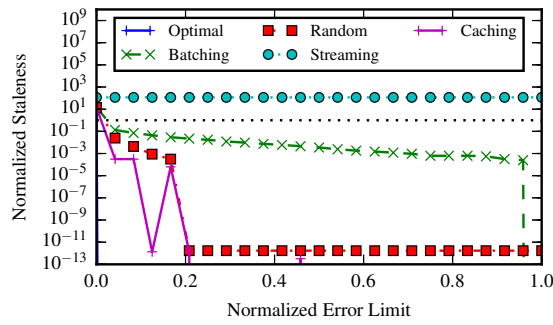 Optimal
Random
Caching
Batching
Streaming
Normalized Staleness
10^9
10^7
10^5
10^3
10^1
10^-1
10^-3
10^-5
10^-7
10^-9
10^-11
10^-13
0.0 0.2 0.4 0.6 0.8 1.0
Normalized Error Limit